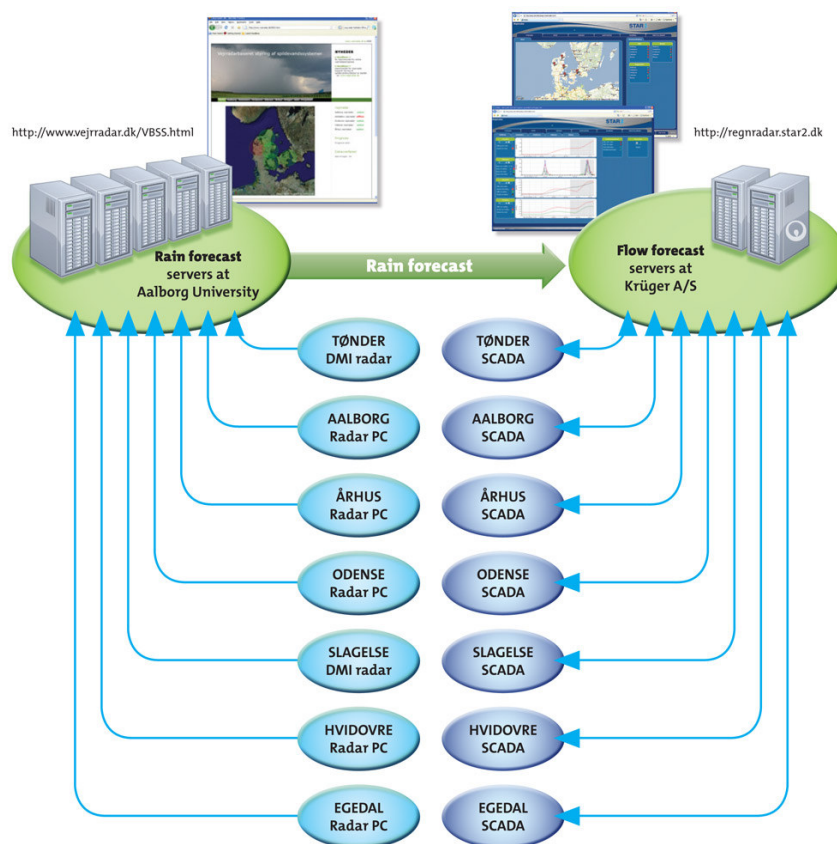 http://www.vejrradar.dk/VBSS.html
STAR
STAR
http://regnradar.star2.dk
Rain forecast
servers at
Aalborg University
Rain forecast
Flow forecast
servers at
Krüger A/S
TØNDER
DMI radar
TØNDER
SCADA
AALBORG
Radar PC
AALBORG
SCADA
ÅRHUS
Radar PC
ÅRHUS
SCADA
ODENSE
Radar PC
ODENSE
SCADA
SLAGELSE
DMI radar
SLAGELSE
SCADA
HVIDOVRE
Radar PC
HVIDOVRE
SCADA
EGEDAL
Radar PC
EGEDAL
SCADA